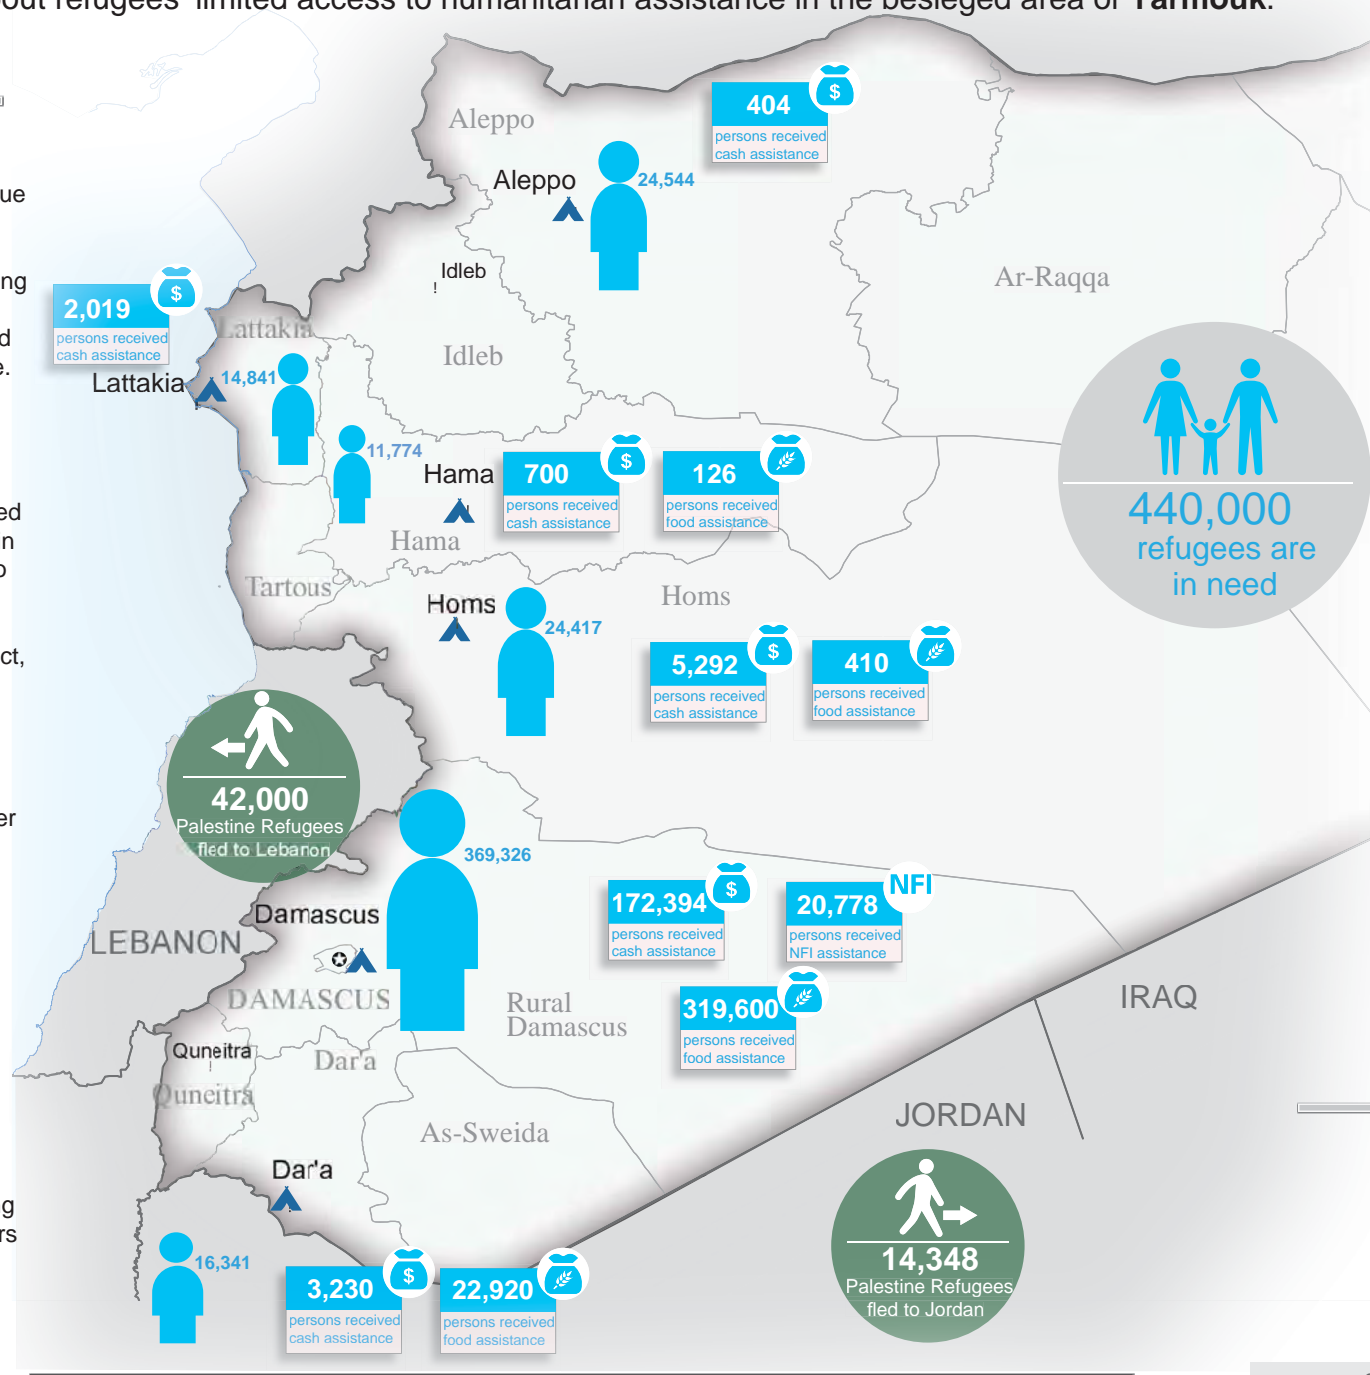 out refugees' limited access to humanitarian assistance in the besieged area of Yarmouk.
ue
ng
d
e.
ed
n
o
ct,
er
g
rs
404
persons received
cash assistance
Aleppo
Aleppo
24,544
Idleb
Idleb
Ar-Raqqa
2,019
persons received
cash assistance
Lattakia
Lattakia
14,841
11,774
Hama
Hama
700
persons received
cash assistance
126
persons received
food assistance
440,000
refugees are
in need
Tartous
Homs
Homs
24,417
5,292
persons received
cash assistance
410
persons received
food assistance
42,000
Palestine Refugees
fled to Lebanon
369,326
Damascus
LEBANON
DAMASCUS
172,394
persons received
cash assistance
NFI
20,778
persons received
NFI assistance
319,600
persons received
food assistance
Rural
Damascus
IRAQ
Quneitra
Quneitra
Dar'a
As-Sweida
JORDAN
Dar'a
16,341
3,230
persons received
cash assistance
22,920
persons received
food assistance
14,348
Palestine Refugees
fled to Jordan